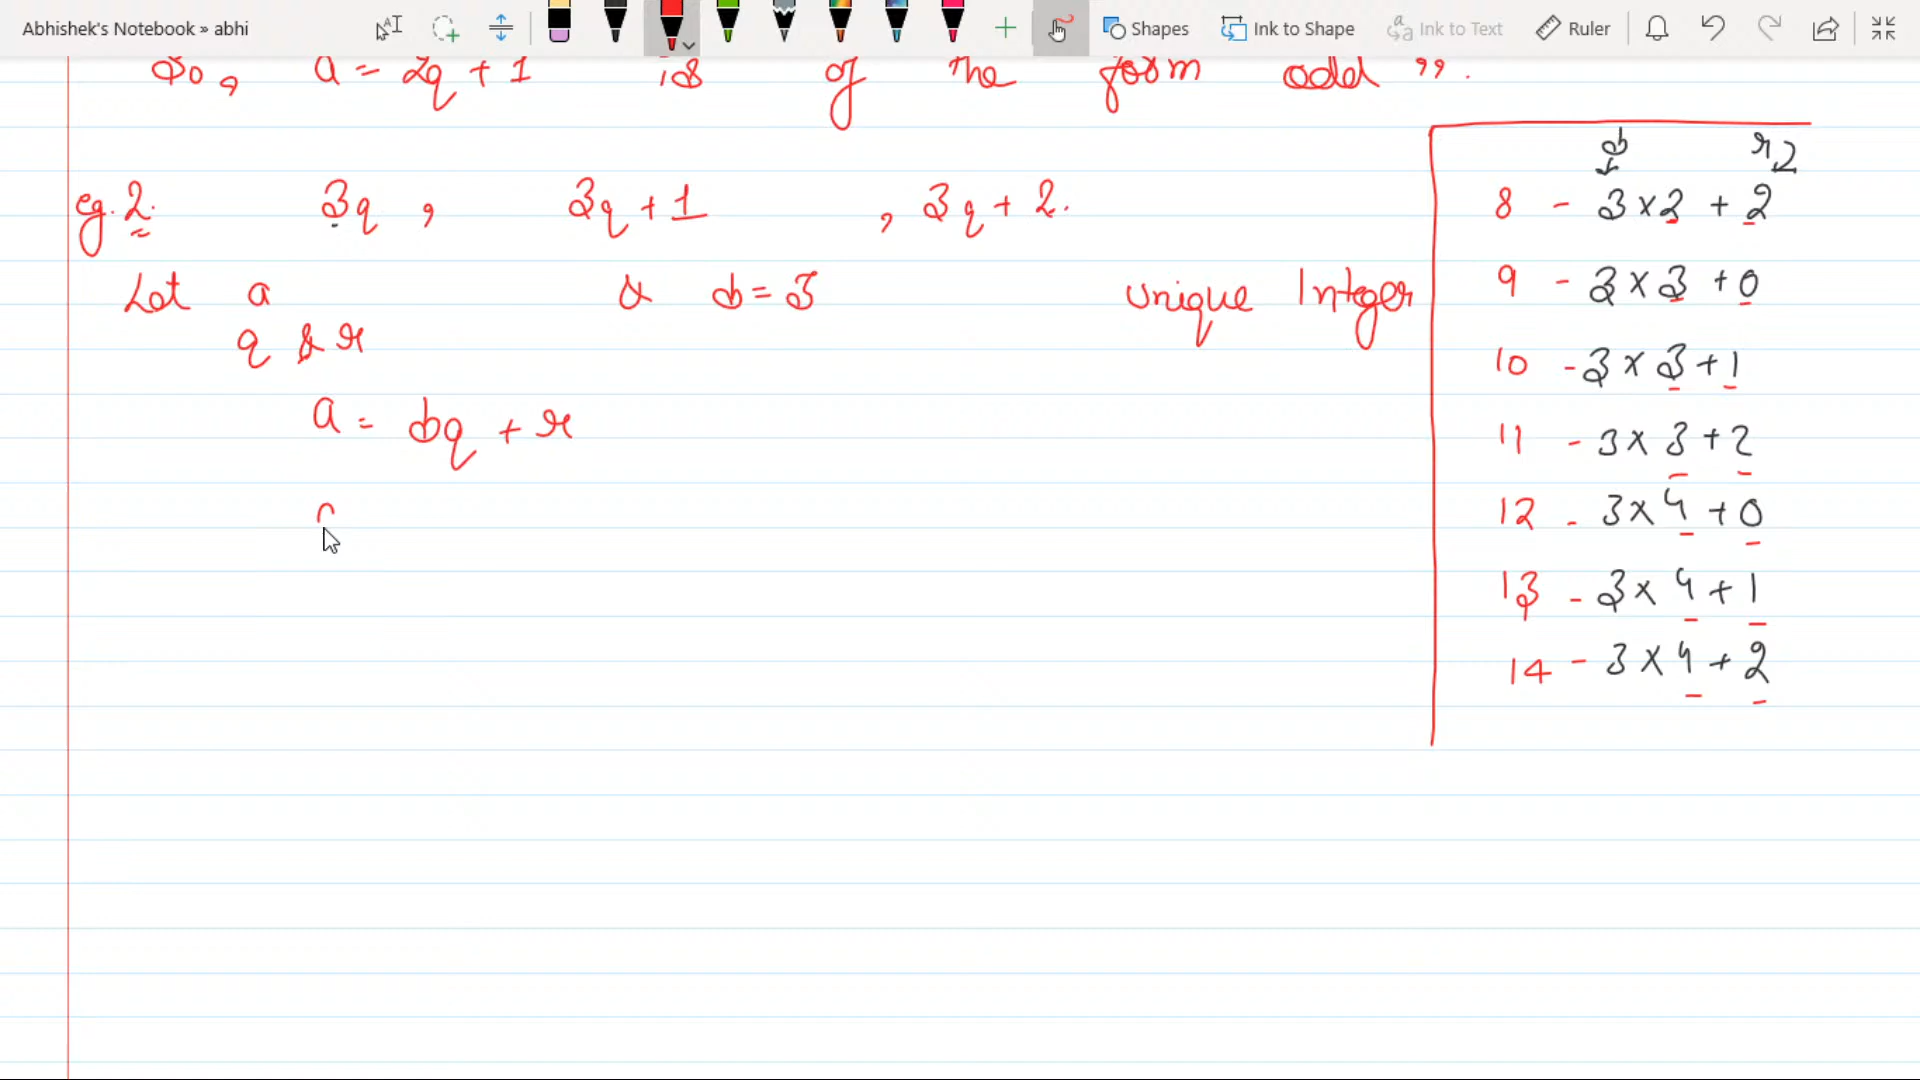 Abhishek's Notebook » abhi
Shapes
Ink to Shape
Ink to Text
Ruler
So, a = 2q + 1 is of the form odd ”.
eg. 2. 3q , 3q + 1 , 3q + 2.
Let a & b = 3 unique Integer
q & r
a = bq + r
b r
8 - 3 × 2 + 2
9 - 3 × 3 + 0
10 - 3 × 3 + 1
11 - 3 × 3 + 2
12 - 3 × 4 + 0
13 - 3 × 4 + 1
14 - 3 × 4 + 2